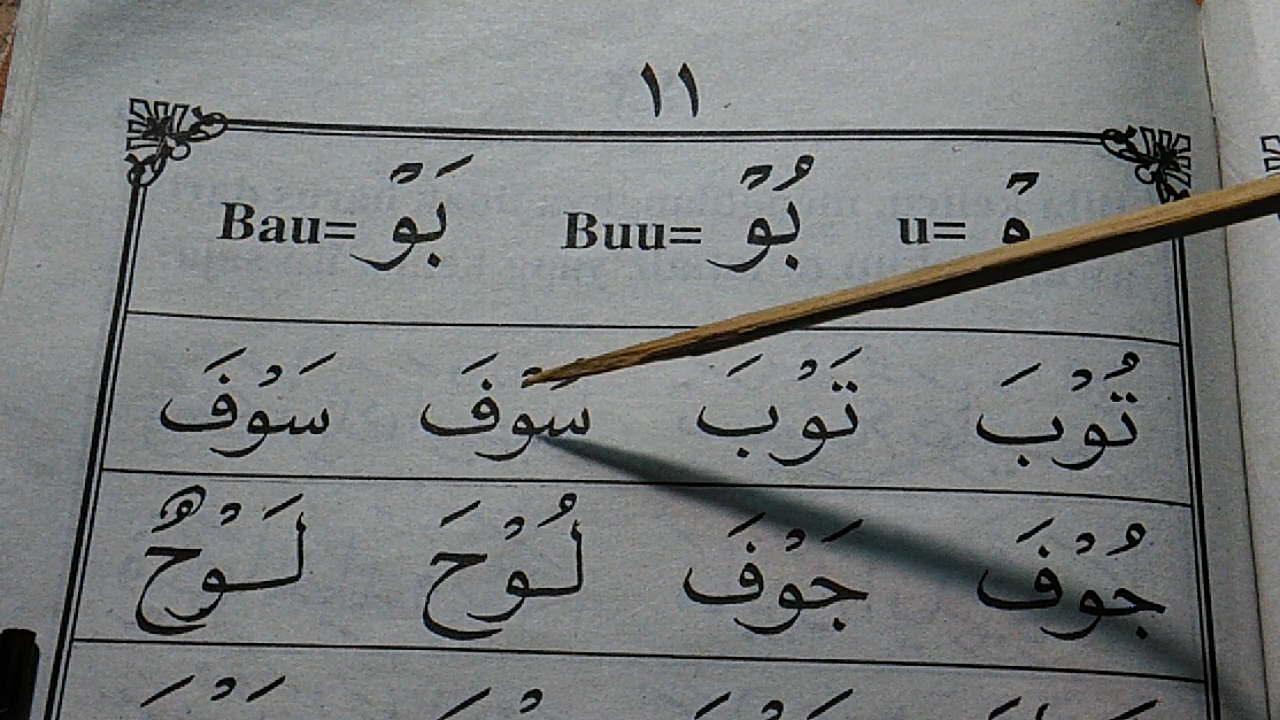 ١١
وْ =u بُوْ =Buu بَوْ =Bau
تُوْبَ تَوْبَ سَوْفَ سَوْفَ
جُوْفَ جَوْفَ لُوْحَ لَوْحٌ